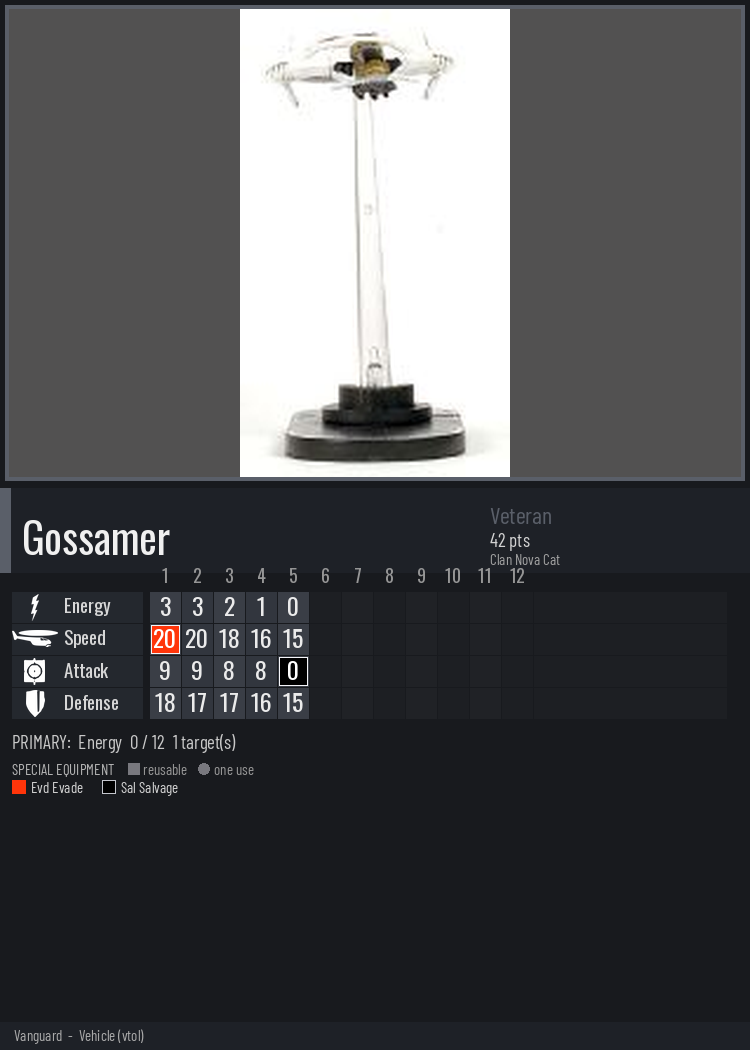 Gossamer
Veteran
42 pts
Clan Nova Cat
1 2 3 4 5 6 7 8 9 10 11 12
Energy 3 3 2 1 0
Speed 20 20 18 16 15
Attack 9 9 8 8 0
Defense 18 17 17 16 15
PRIMARY: Energy 0 / 12 1 target(s)
SPECIAL EQUIPMENT reusable one use
Evd Evade Sal Salvage
Vanguard - Vehicle (vtol)